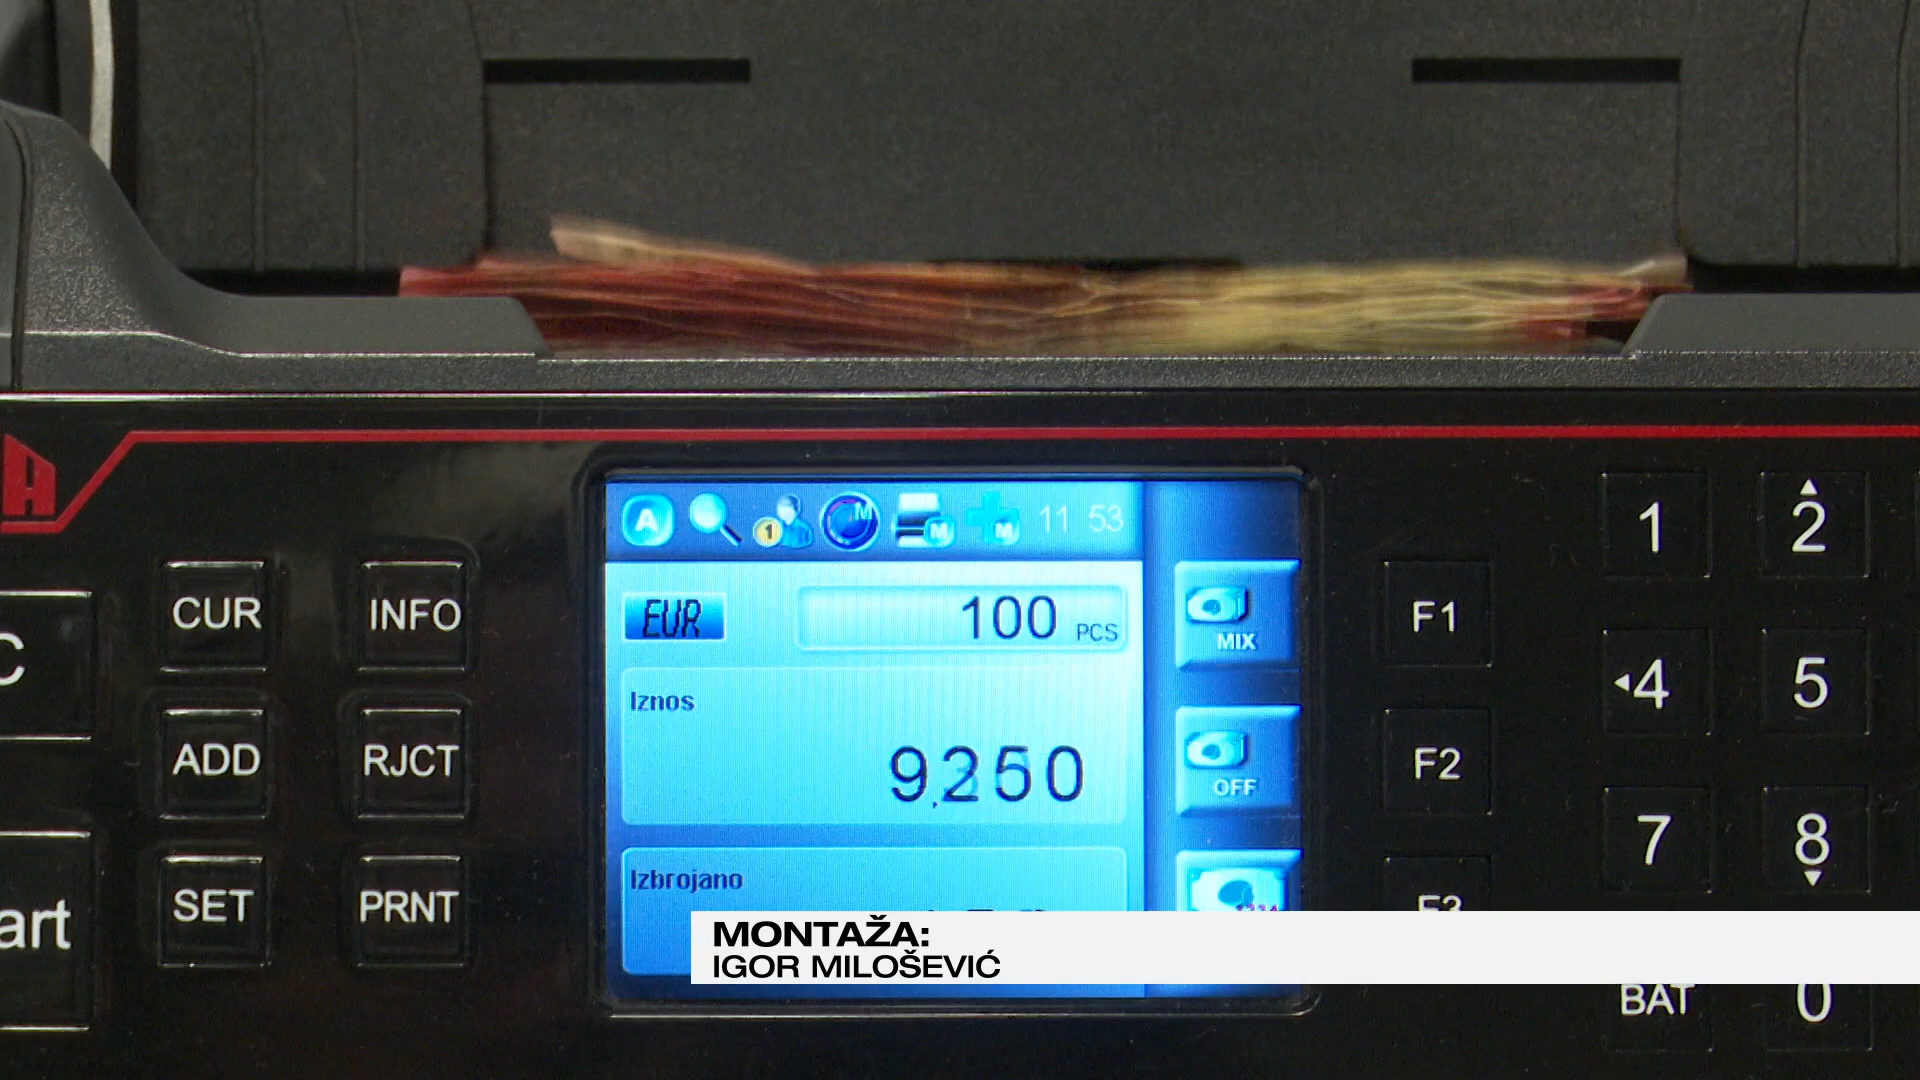 A
A M M M 11 53
EUR 100 PCS
MIX
Iznos
9,250
OFF
Izbrojano
CUR INFO
ADD RJCT
SET PRNT
C
art
F1
F2
F3
1 2
4 5
7 8
BAT 0
MONTAŽA:
IGOR MILOŠEVIĆ